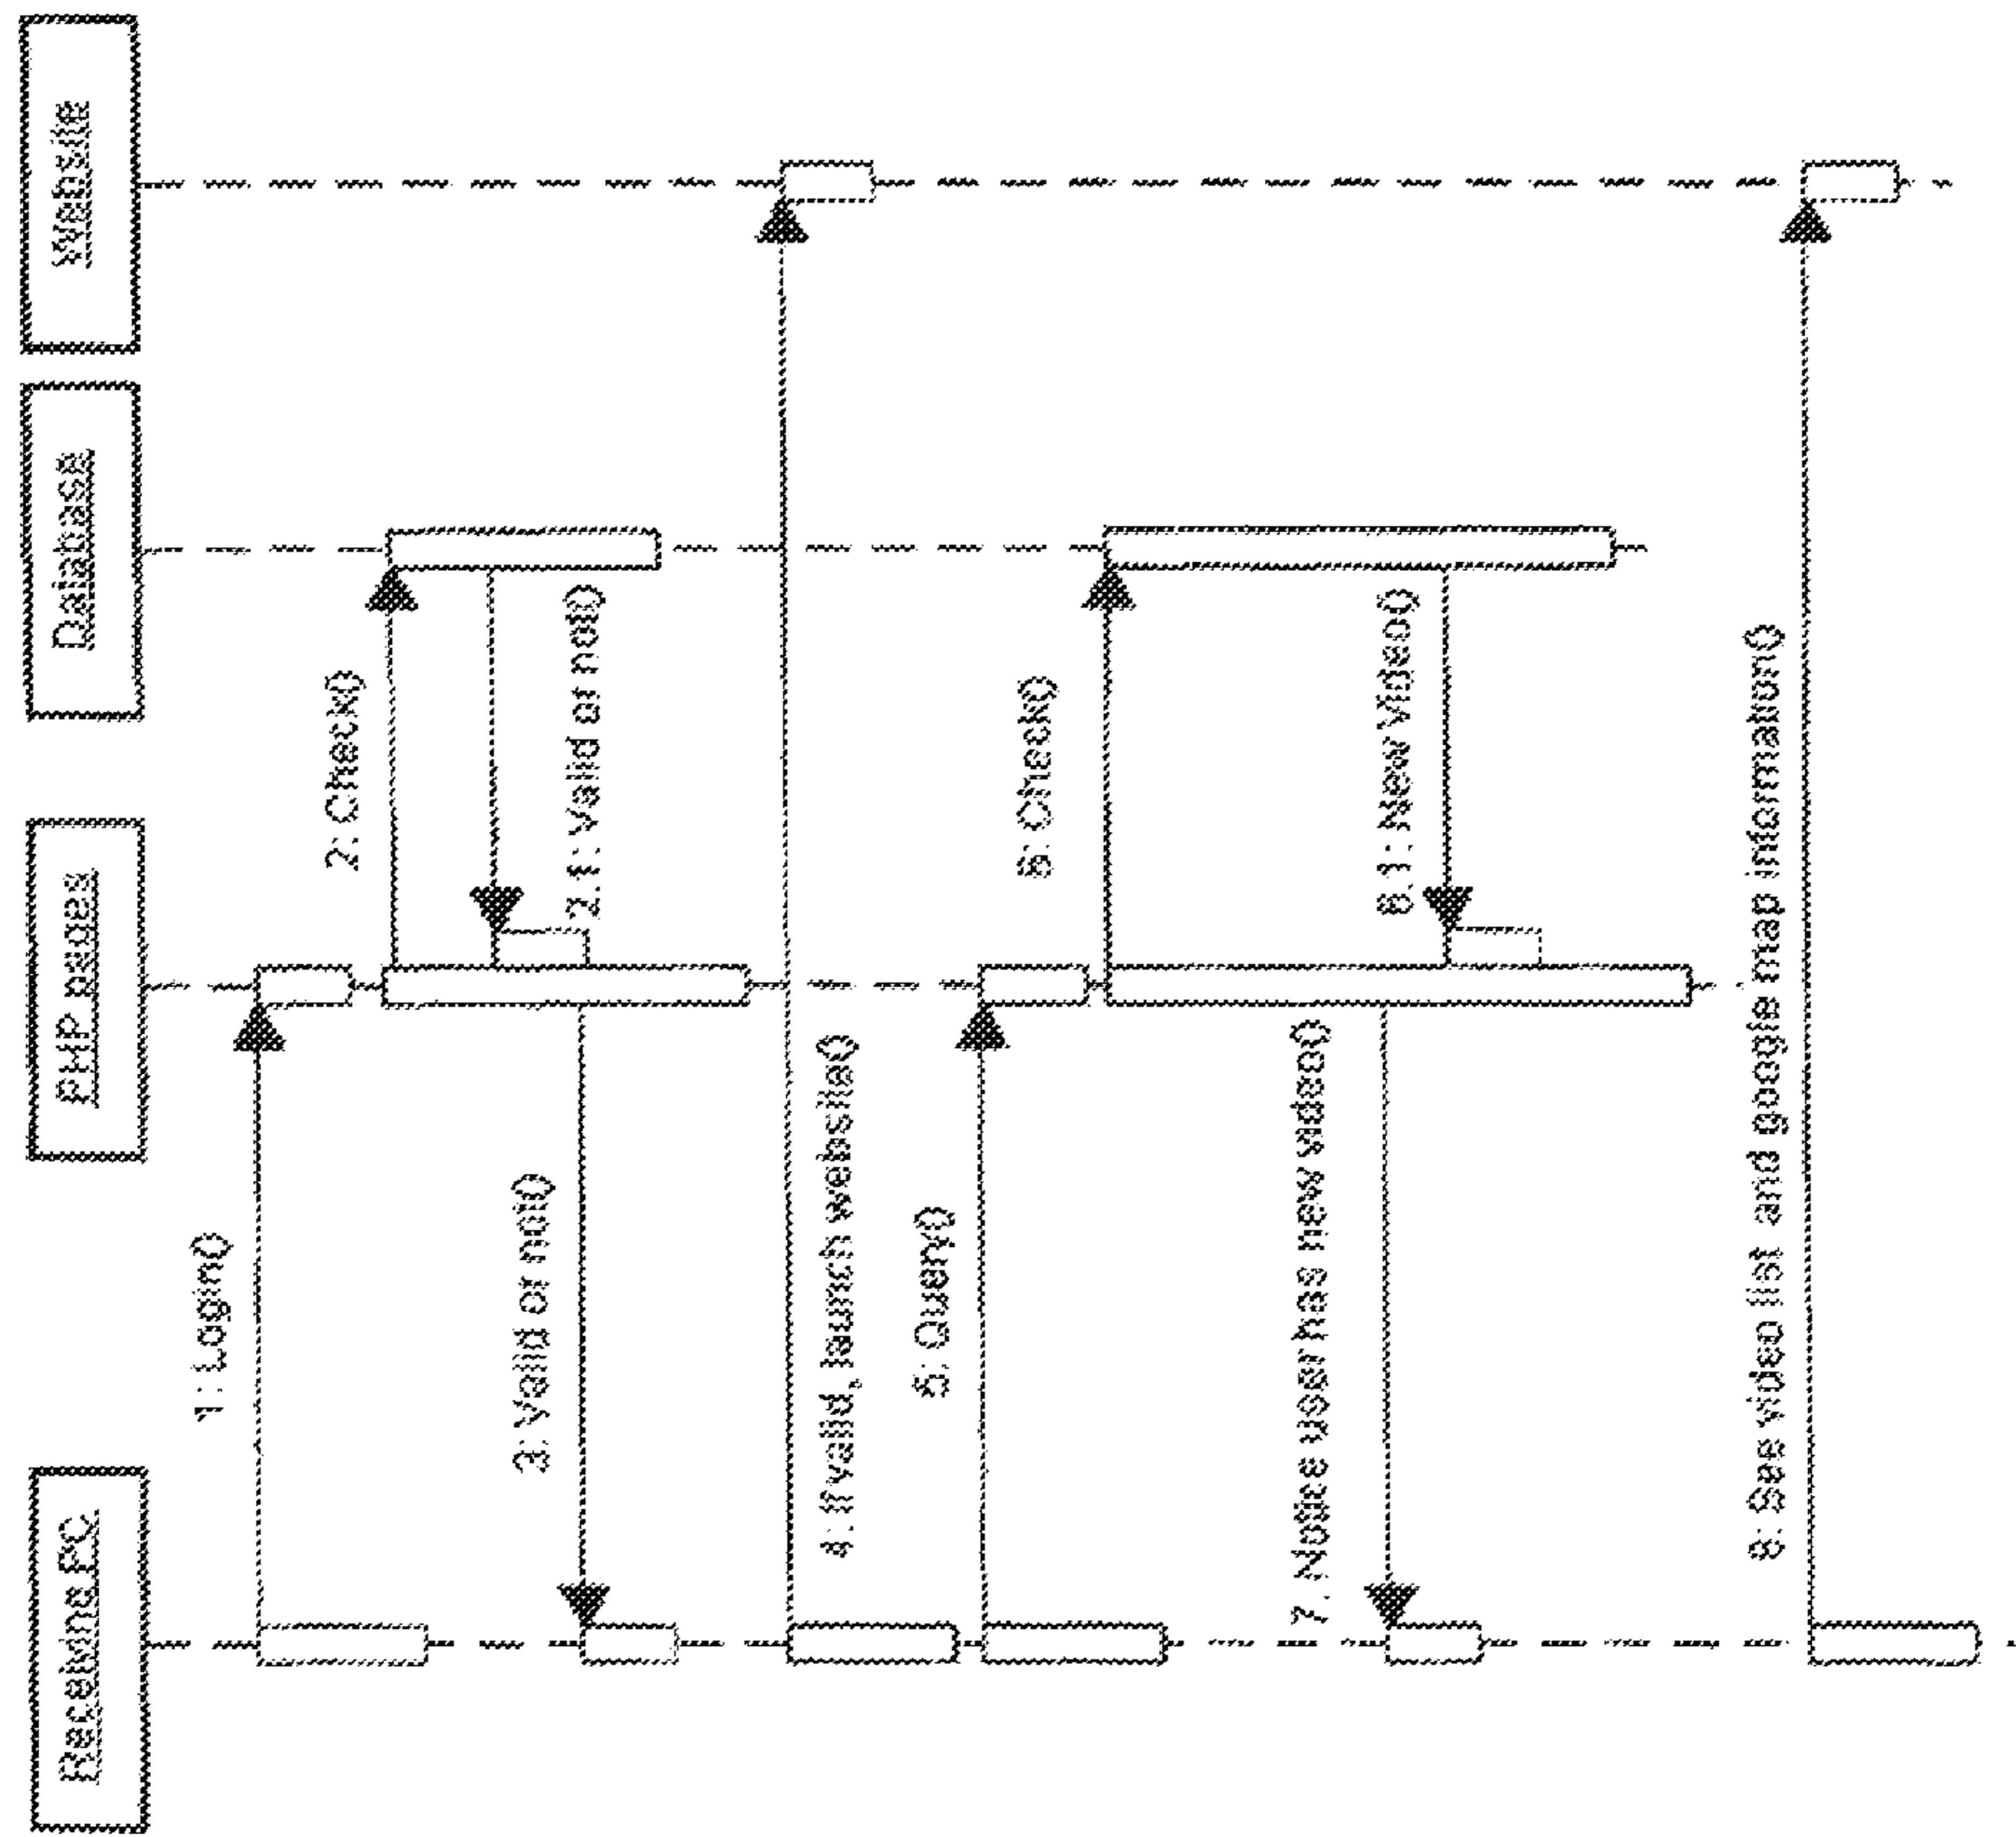 Receiving PC
PHP pages
Database
Website
1: Login()
2: Check()
2.1: Valid or not()
3: Valid or not()
4: If valid, launch website()
5: Query()
6: Check()
6.1: New Video()
7. Notice user has new video()
8: See video list and google map information()